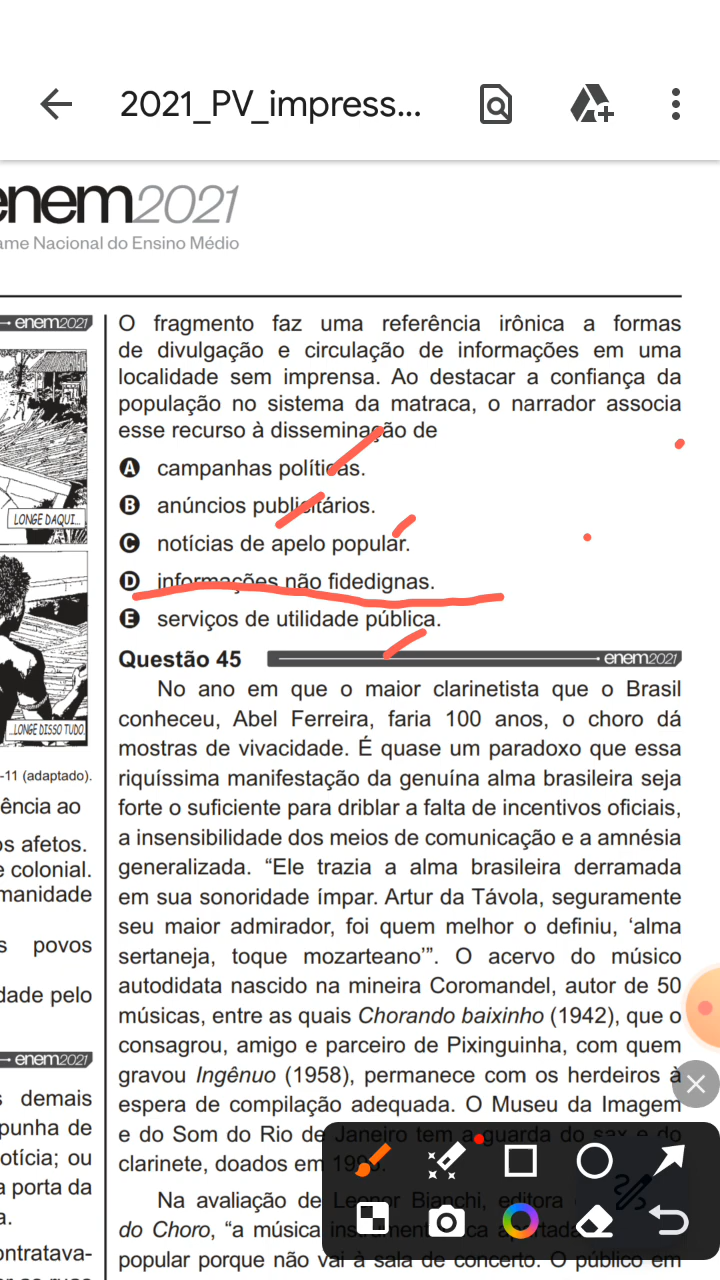 2021_PV_impress...
enem2021
ame Nacional do Ensino Médio
enem2021
LONGE DAQUI...
...LONGE DISSO TUDO.
-11 (adaptado).
ência ao
os afetos.
e colonial.
manidade
s povos
dade pelo
enem2021
s demais
punha de
otícia; ou
a porta da
a.
ontratava-
O fragmento faz uma referência irônica a formas
de divulgação e circulação de informações em uma
localidade sem imprensa. Ao destacar a confiança da
população no sistema da matraca, o narrador associa
esse recurso à disseminação de
A campanhas políticas.
B anúncios publicitários.
C notícias de apelo popular.
D informações não fidedignas.
E serviços de utilidade pública.
Questão 45 enem2021
No ano em que o maior clarinetista que o Brasil
conheceu, Abel Ferreira, faria 100 anos, o choro dá
mostras de vivacidade. É quase um paradoxo que essa
riquíssima manifestação da genuína alma brasileira seja
forte o suficiente para driblar a falta de incentivos oficiais,
a insensibilidade dos meios de comunicação e a amnésia
generalizada. “Ele trazia a alma brasileira derramada
em sua sonoridade ímpar. Artur da Távola, seguramente
seu maior admirador, foi quem melhor o definiu, ‘alma
sertaneja, toque mozarteano’”. O acervo do músico
autodidata nascido na mineira Coromandel, autor de 50
músicas, entre as quais Chorando baixinho (1942), que o
consagrou, amigo e parceiro de Pixinguinha, com quem
gravou Ingênuo (1958), permanece com os herdeiros à
espera de compilação adequada. O Museu da Imagem
e do Som do Rio de Janeiro tem a guarda do sax e do
clarinete, doados em
Na avaliação de Leonor Bianchi, editora
do Choro, “a música
popular porque não vai à sala de concerto. O público em